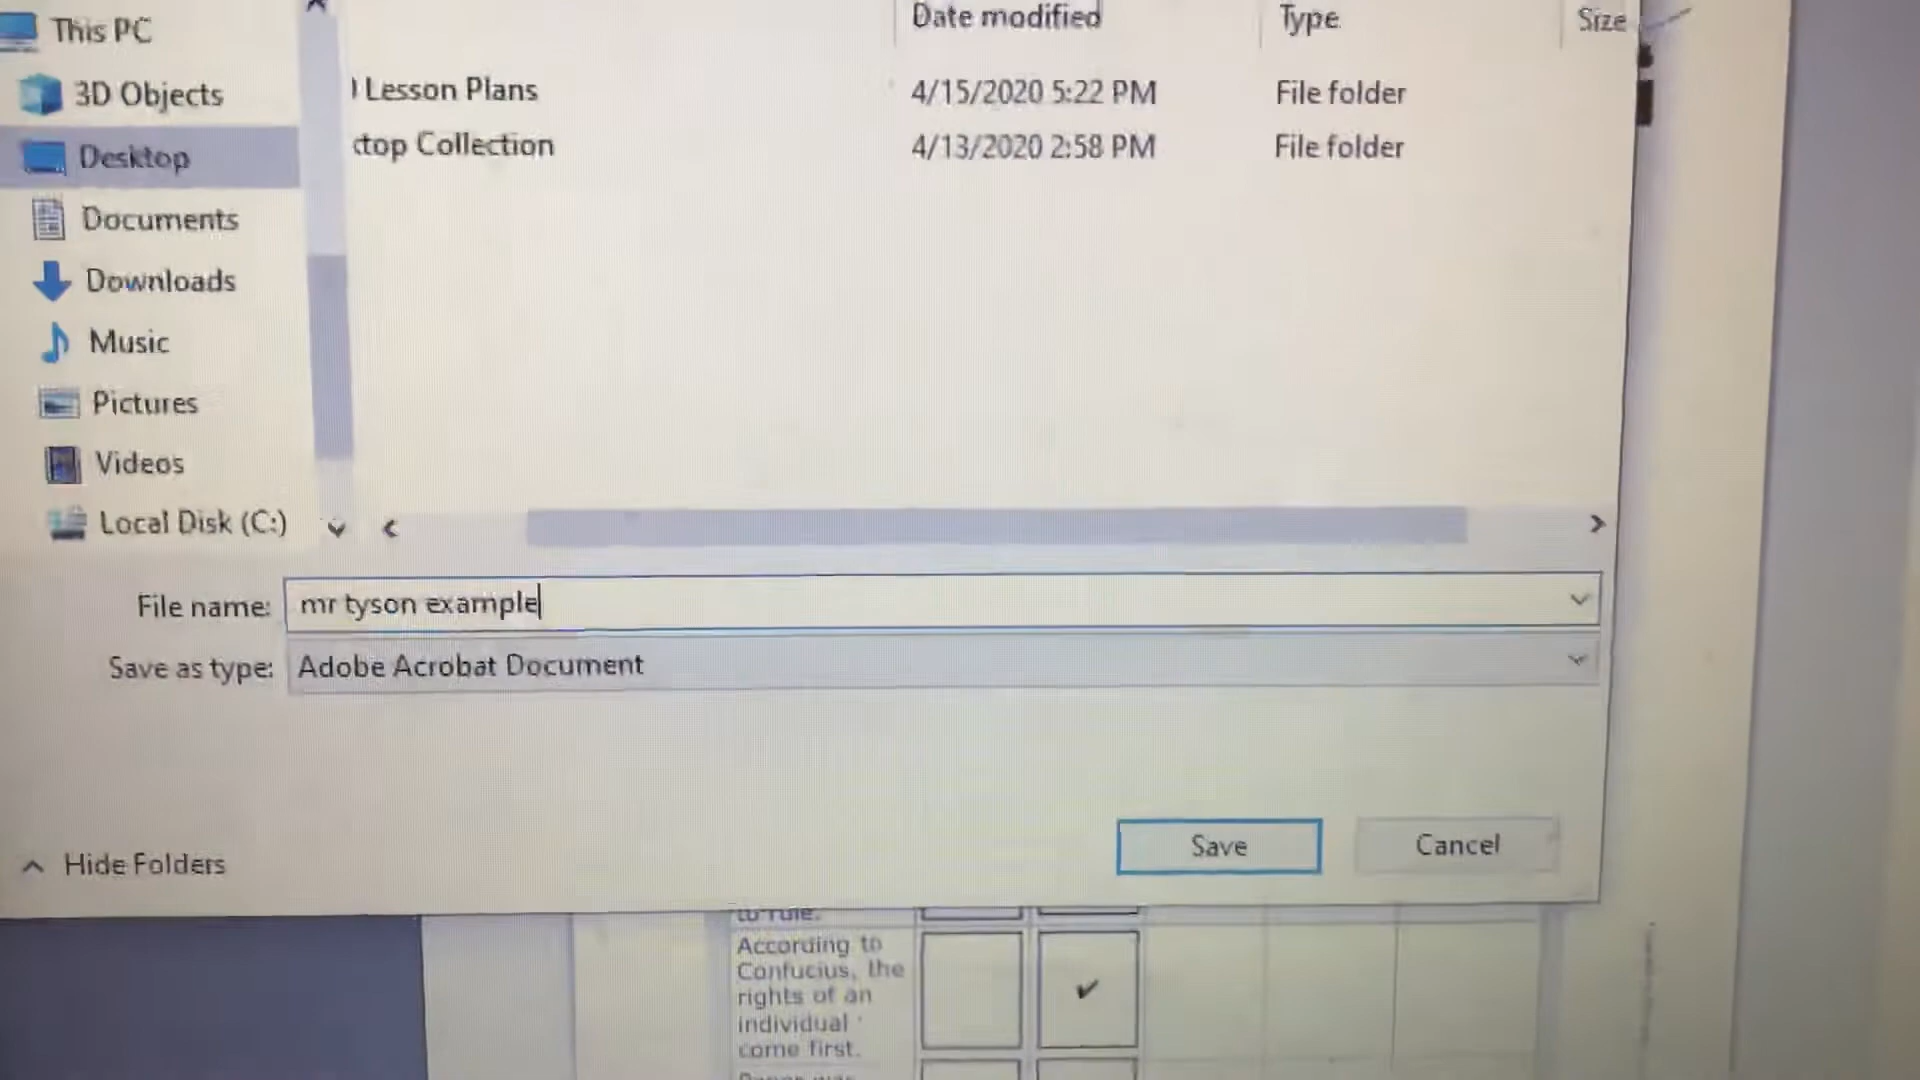 This PC
Date modified
Type
Size
3D Objects
Lesson Plans
4/15/2020 5:22 PM
File folder
Desktop
top Collection
4/13/2020 2:58 PM
File folder
Documents
Downloads
Music
Pictures
Videos
Local Disk (C:)
File name:
mr tyson example
Save as type:
Adobe Acrobat Document
Hide Folders
Save
Cancel
to rule.
According to
Confucius, the
rights of an
individual
come first.